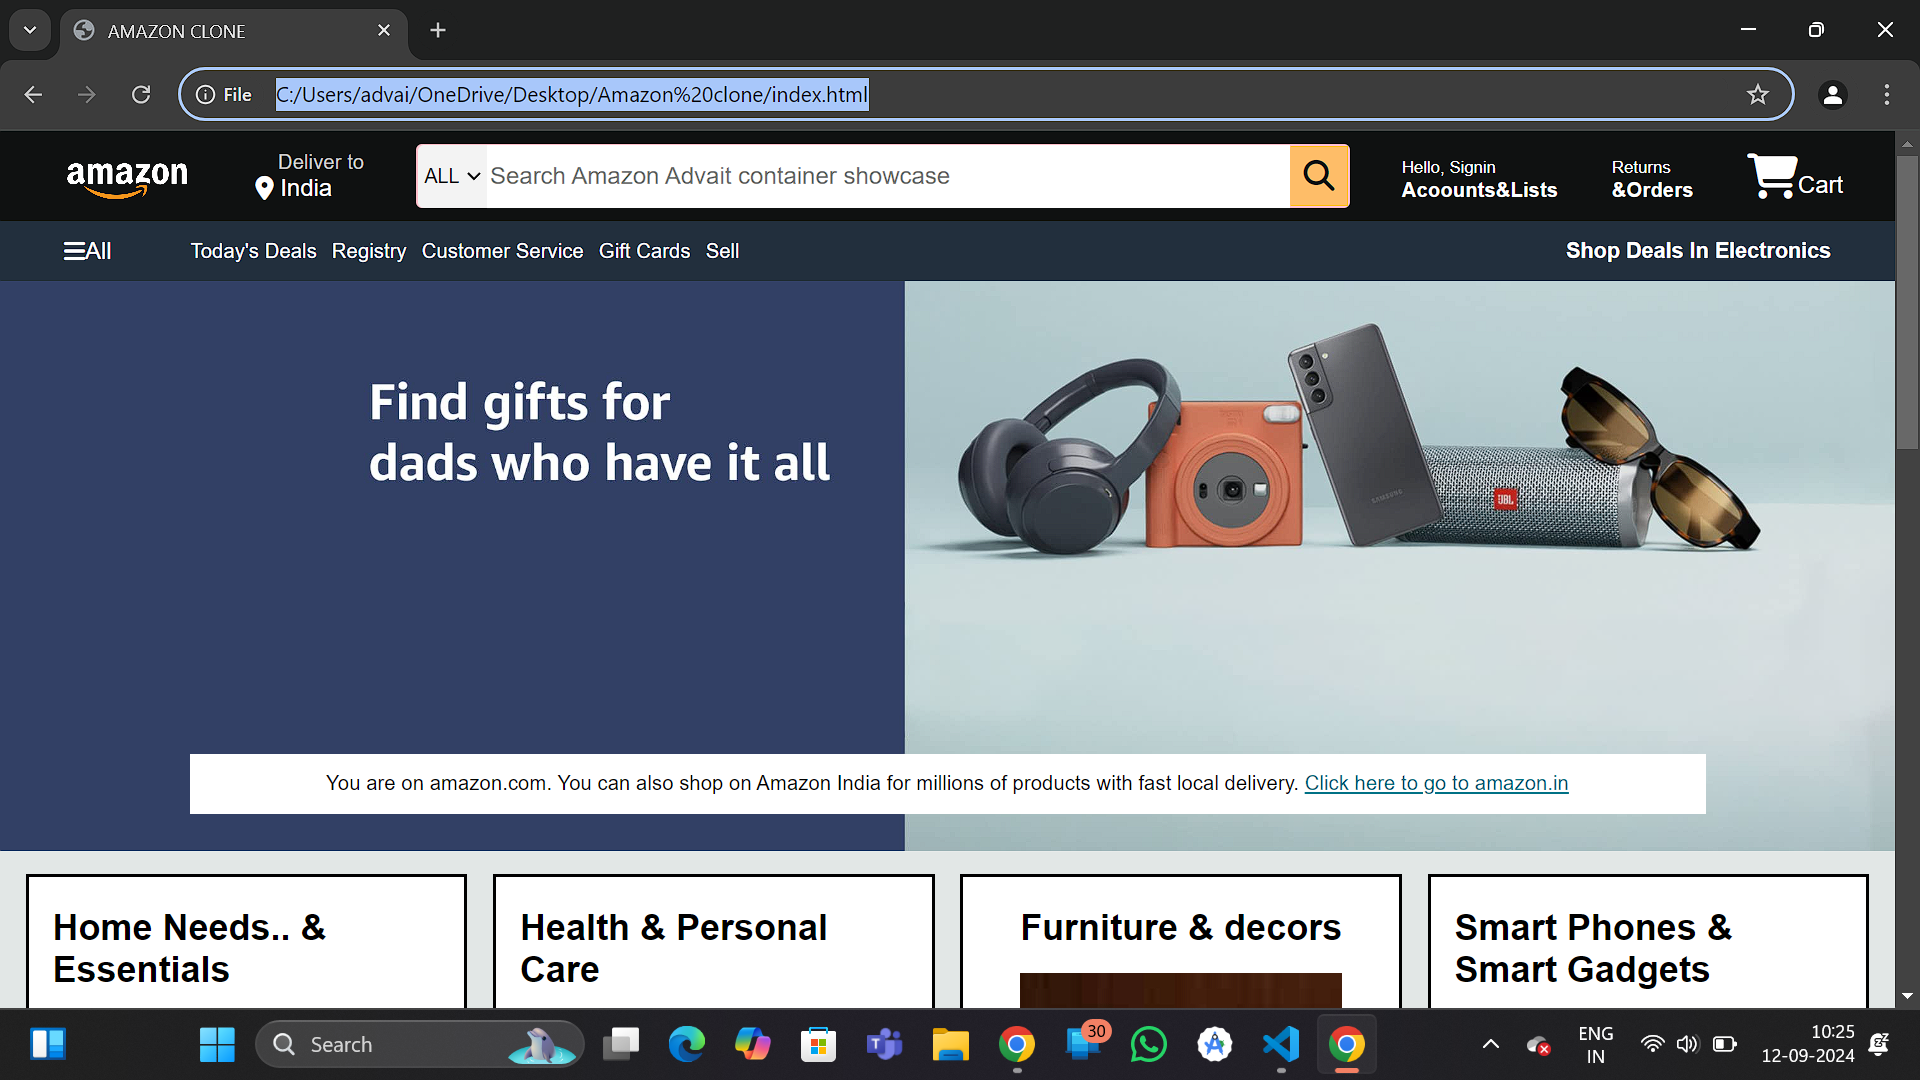 AMAZON CLONE
File C:/Users/advai/OneDrive/Desktop/Amazon%20clone/index.html
amazon
Deliver to
India
ALL
Search Amazon Advait container showcase
Hello, Signin
Acoounts&Lists
Returns
&Orders
Cart
All
Today's Deals Registry Customer Service Gift Cards Sell
Shop Deals In Electronics
Find gifts for
dads who have it all
SAMSUNG
JBL
You are on amazon.com. You can also shop on Amazon India for millions of products with fast local delivery. Click here to go to amazon.in
Home Needs.. &
Essentials
Health & Personal
Care
Furniture & decors
Smart Phones &
Smart Gadgets
Search
30
ENG
IN
10:25
12-09-2024